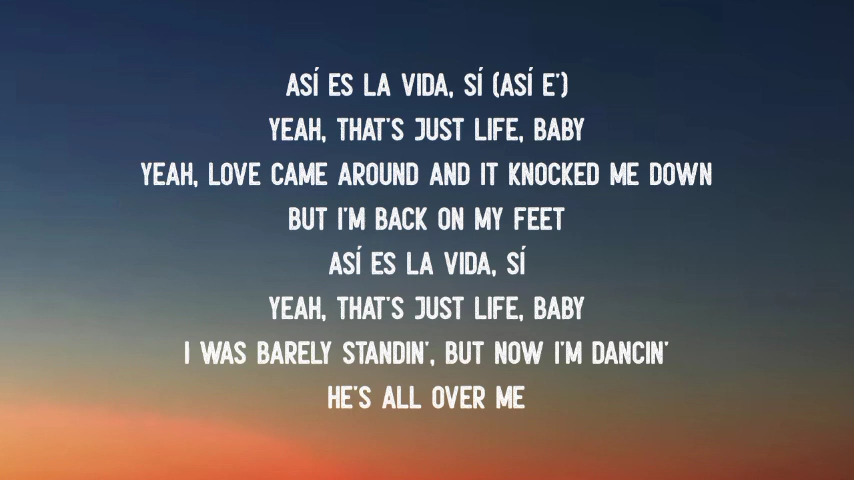 ASÍ ES LA VIDA, SÍ (ASÍ E')
YEAH, THAT'S JUST LIFE, BABY
YEAH, LOVE CAME AROUND AND IT KNOCKED ME DOWN
BUT I'M BACK ON MY FEET
ASÍ ES LA VIDA, SÍ
YEAH, THAT'S JUST LIFE, BABY
I WAS BARELY STANDIN', BUT NOW I'M DANCIN'
HE'S ALL OVER ME